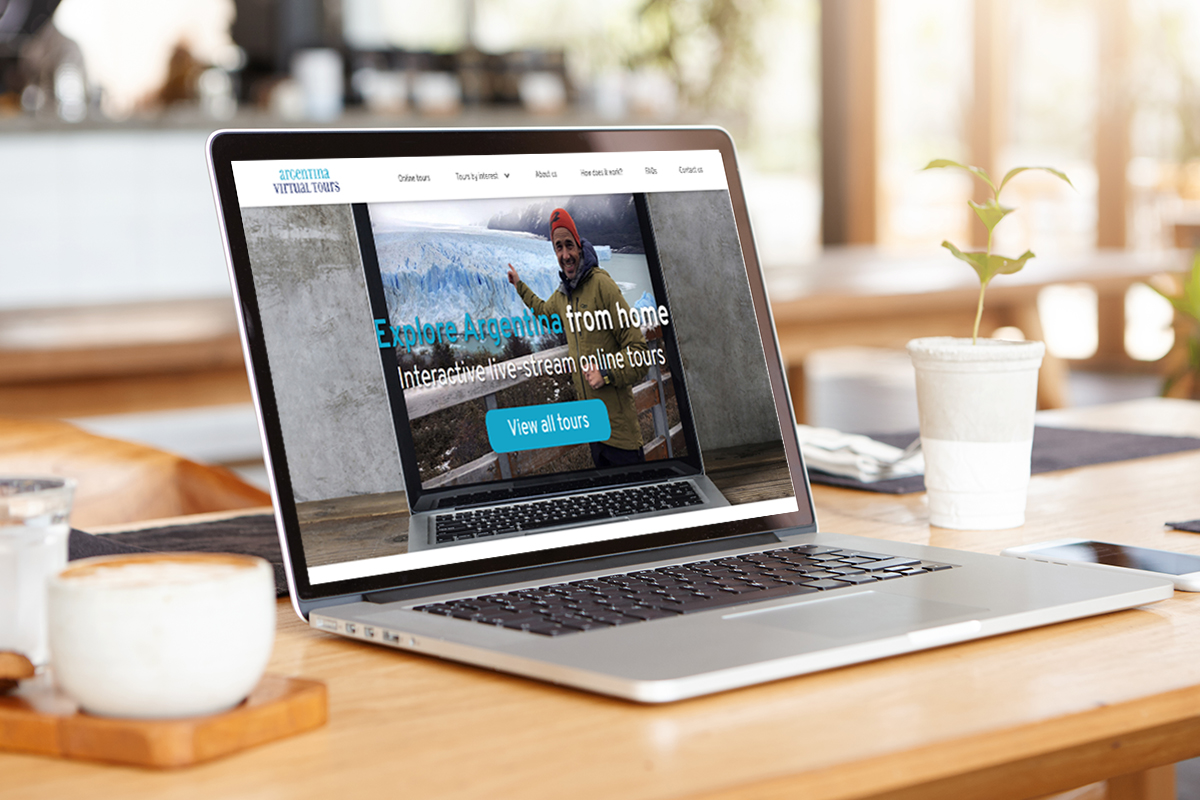 argentina
VIRTUAL TOURS
Online tours
Tours by interest
About us
How does it work?
FAQs
Contact us
Explore Argentina from home
Interactive live-stream online tours
View all tours